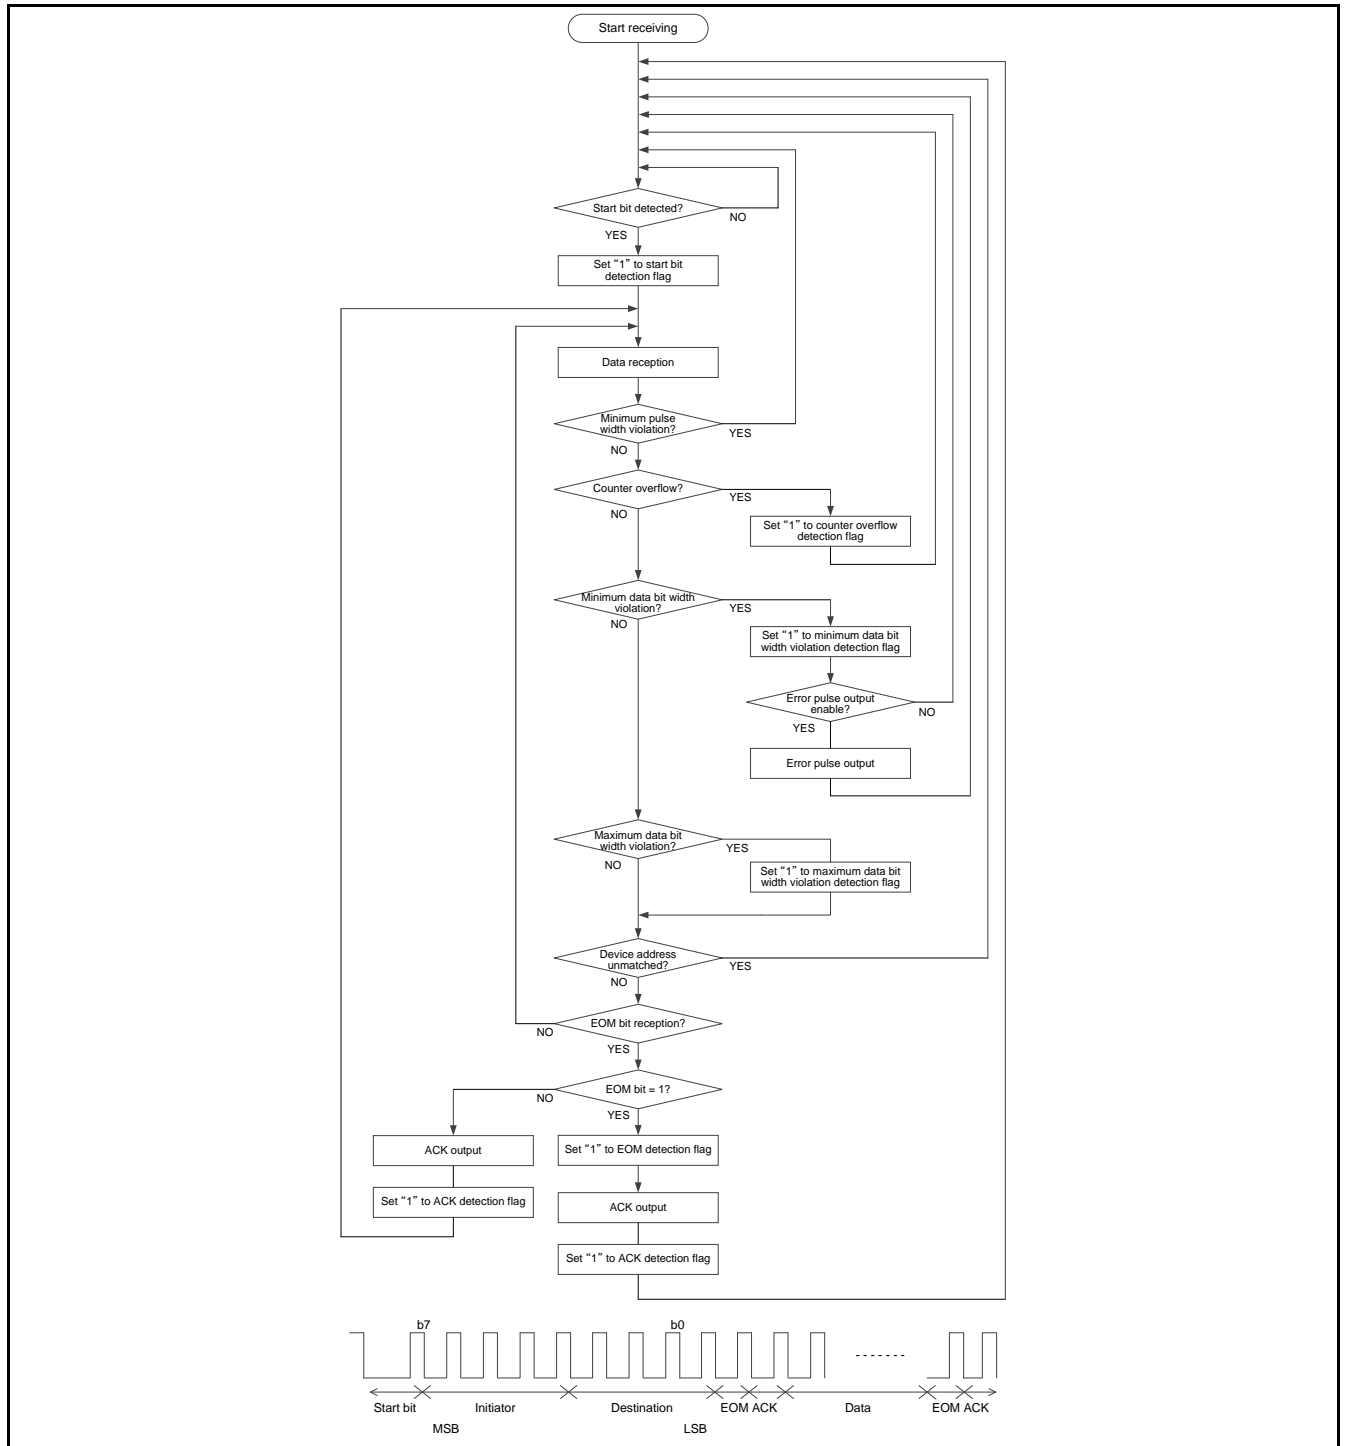 Start receiving
Start bit detected?
NO
YES
Set “1” to start bit
detection flag
Data reception
Minimum pulse
width violation?
YES
NO
Counter overflow?
YES
NO
Set “1” to counter overflow
detection flag
Minimum data bit width
violation?
YES
NO
Set “1” to minimum data bit
width violation detection flag
Error pulse output
enable?
NO
YES
Error pulse output
Maximum data bit
width violation?
YES
NO
Set “1” to maximum data bit
width violation detection flag
Device address
unmatched?
YES
NO
EOM bit reception?
NO
YES
EOM bit = 1?
NO
YES
ACK output
Set “1” to EOM detection flag
Set “1” to ACK detection flag
ACK output
Set “1” to ACK detection flag
b7
b0
Start bit
Initiator
Destination
EOM ACK
Data
EOM ACK
MSB
LSB